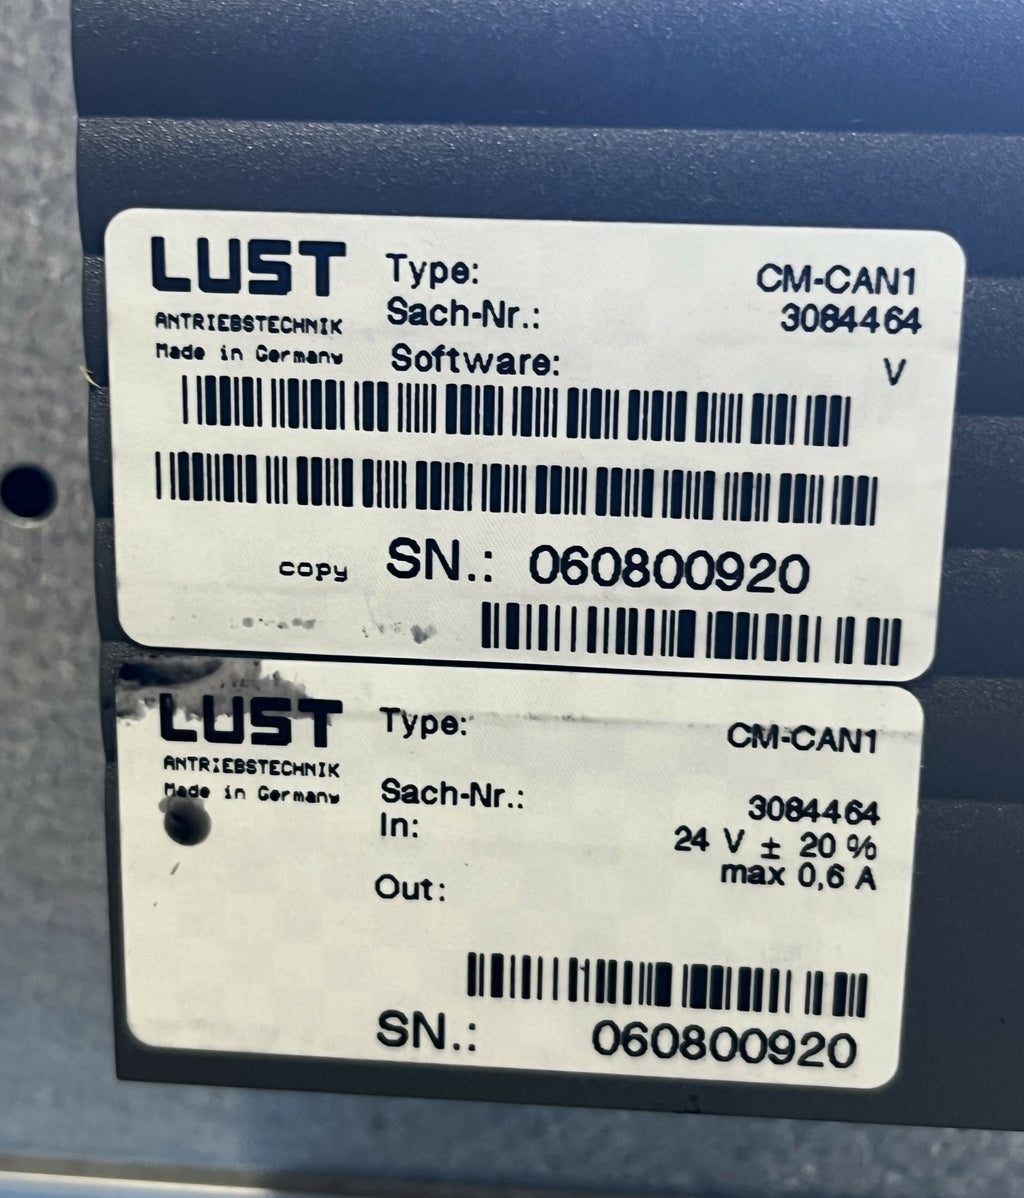 LUST
ANTRIEBSTECHNIK
Made in Germany
Type: CM-CAN1
Sach-Nr.: 3084464
Software: V
copy SN.: 060800920
LUST
ANTRIEBSTECHNIK
Made in Germany
Type: CM-CAN1
Sach-Nr.: 3084464
In: 24 V ± 20 %
max 0,6 A
Out:
SN.: 060800920